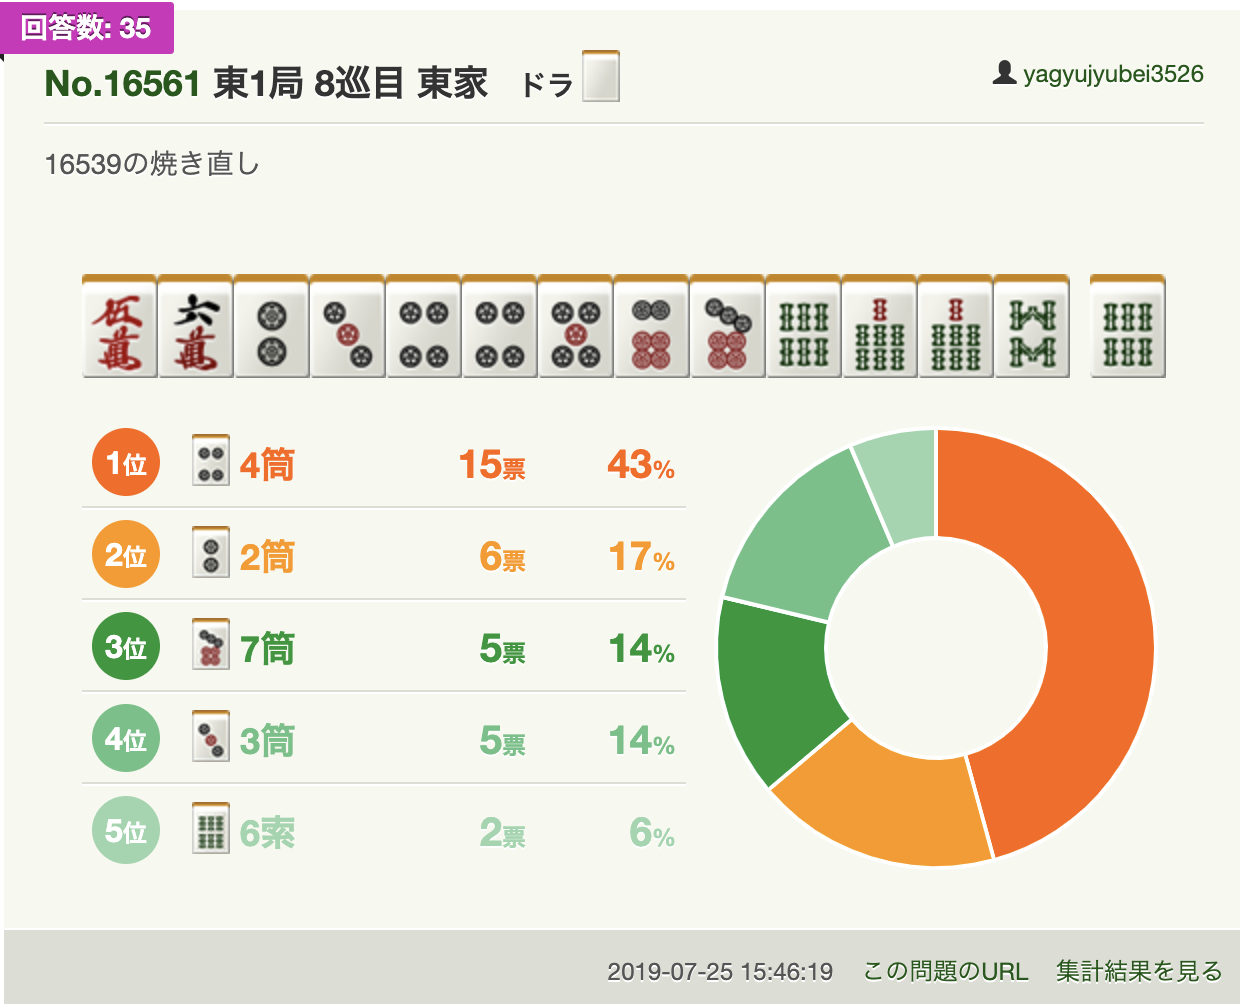 回答数: 35
No.16561 東1局 8巡目 東家 ドラ
yagyujyubei3526
16539の焼き直し
伍萬 六萬
1位 4筒 15票 43%
2位 2筒 6票 17%
3位 7筒 5票 14%
4位 3筒 5票 14%
5位 6索 2票 6%
2019-07-25 15:46:19 この問題のURL 集計結果を見る